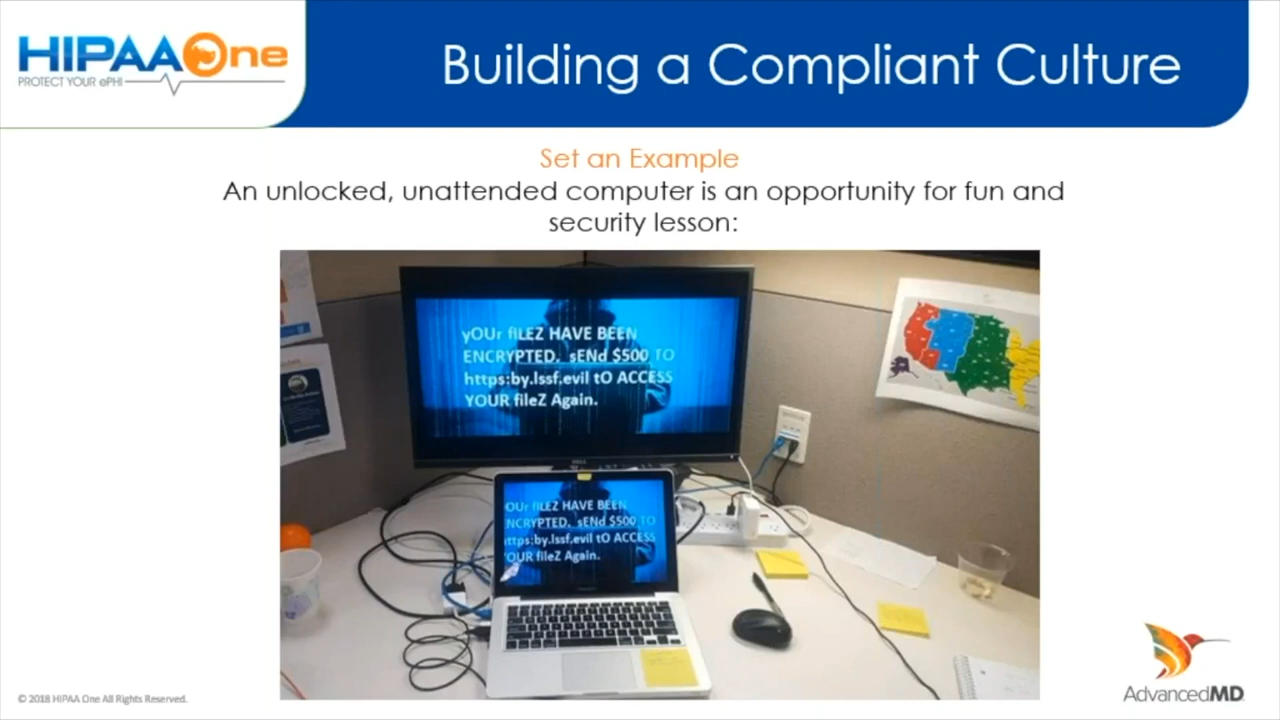 HIPAA One
PROTECT YOUR ePHI
Building a Compliant Culture
Set an Example
An unlocked, unattended computer is an opportunity for fun and
security lesson:
yOUr fiLEZ HAVE BEEN
ENCRYPTED. sENd $500 TO
https:by.lssf.evil tO ACCESS
YOUR fileZ Again.
DELL
OUr fiLEZ HAVE BEEN
NCRYPTED. sENd $500 TO
ttps:by.lssf.evil tO ACCESS
OUR fileZ Again.
© 2018 HIPAA One All Rights Reserved.
AdvancedMD